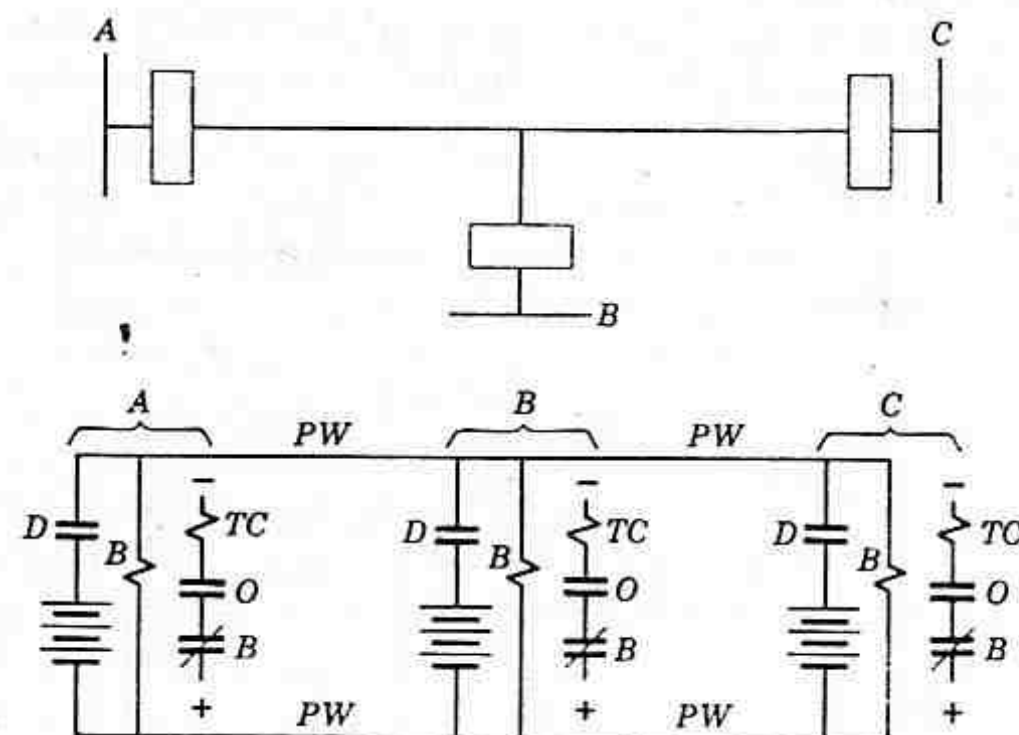 A C
B
A B C
PW PW
− − −
D TC D TC D TC
B B B
O O O
B B B
+ + +
PW PW